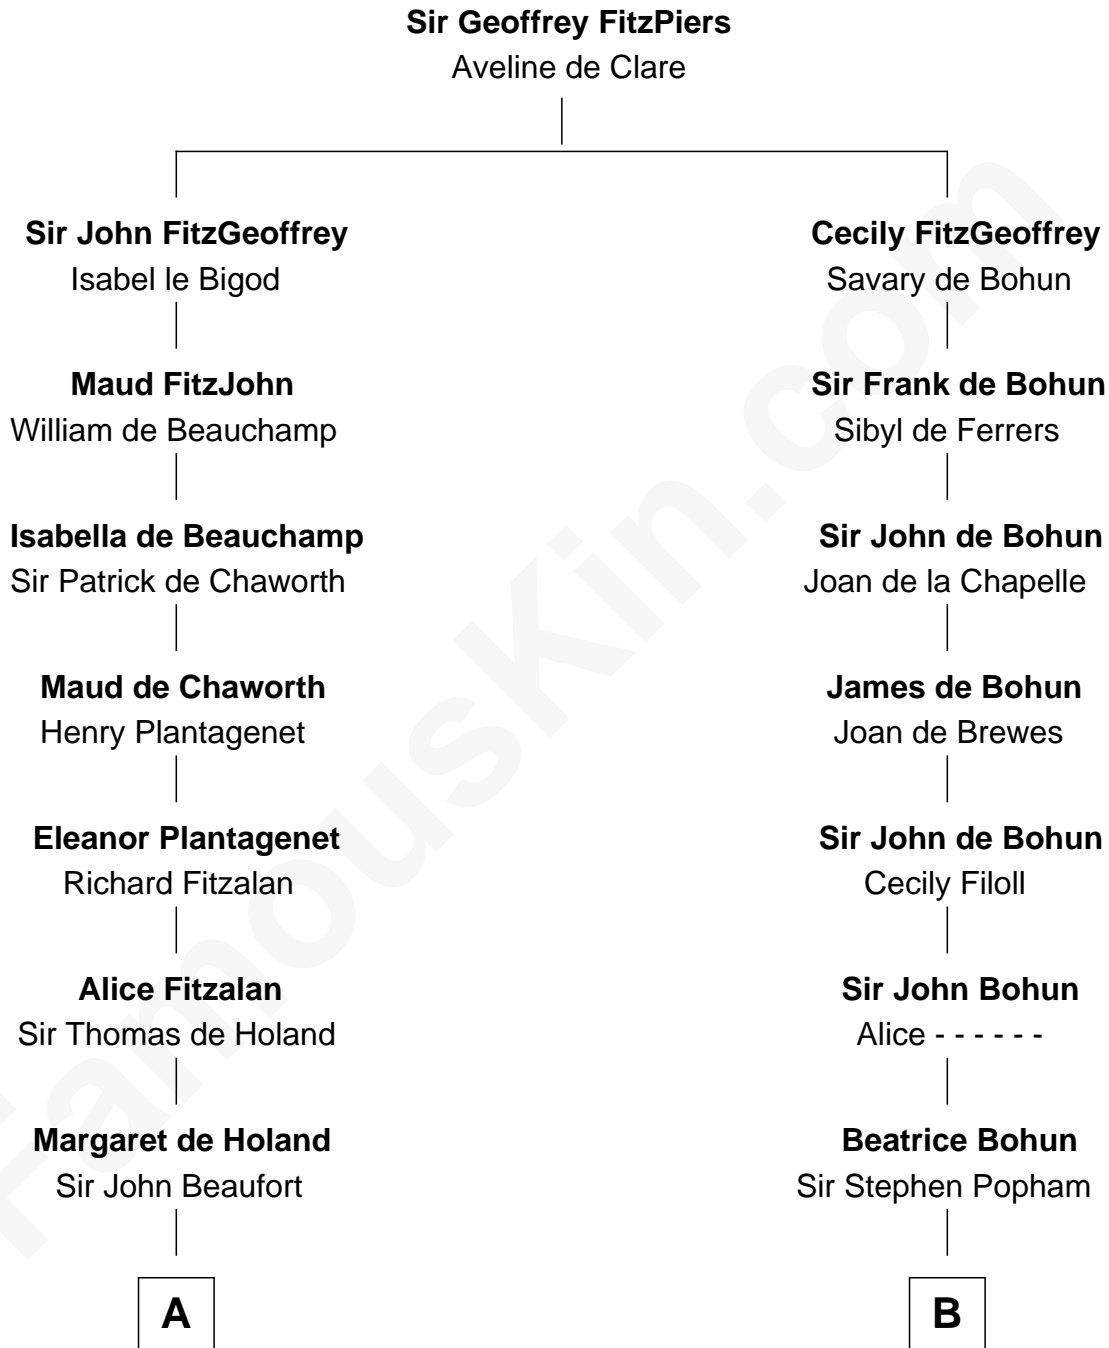 Sir Geoffrey FitzPiers
Aveline de Clare
Sir John FitzGeoffrey
Isabel le Bigod
Maud FitzJohn
William de Beauchamp
Isabella de Beauchamp
Sir Patrick de Chaworth
Maud de Chaworth
Henry Plantagenet
Eleanor Plantagenet
Richard Fitzalan
Alice Fitzalan
Sir Thomas de Holand
Margaret de Holand
Sir John Beaufort
A
Cecily FitzGeoffrey
Savary de Bohun
Sir Frank de Bohun
Sibyl de Ferrers
Sir John de Bohun
Joan de la Chapelle
James de Bohun
Joan de Brewes
Sir John de Bohun
Cecily Filoll
Sir John Bohun
Alice - - - - - -
Beatrice Bohun
Sir Stephen Popham
B
FamousKin.com